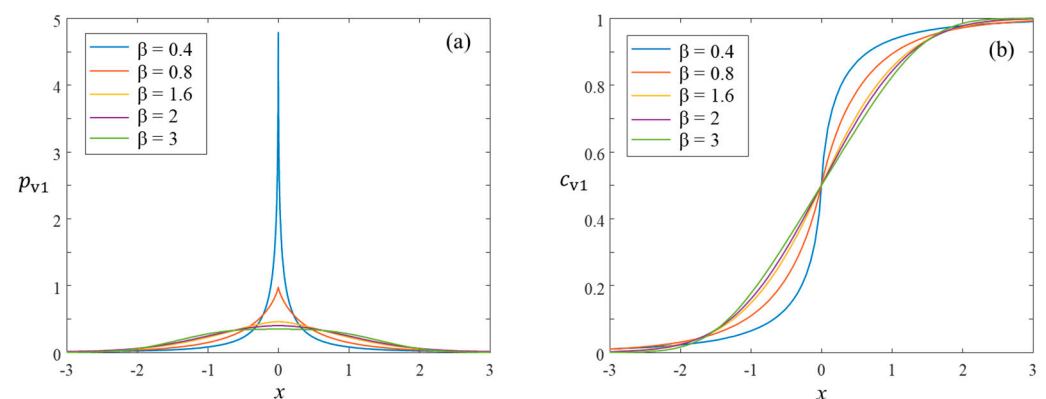 5
4
3
2
1
0
p_v1
β = 0.4
β = 0.8
β = 1.6
β = 2
β = 3
(a)
-3 -2 -1 0 1 2 3
x
1
0.8
0.6
0.4
0.2
0
c_v1
β = 0.4
β = 0.8
β = 1.6
β = 2
β = 3
(b)
-3 -2 -1 0 1 2 3
x